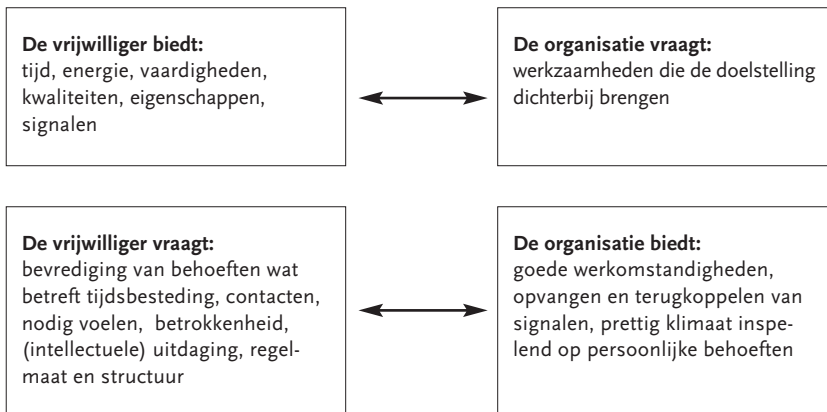 De vrijwilliger biedt:
tijd, energie, vaardigheden,
kwaliteiten, eigenschappen,
signalen
De organisatie vraagt:
werkzaamheden die de doelstelling
dichterbij brengen
De vrijwilliger vraagt:
bevrediging van behoeften wat
betreft tijdsbesteding, contacten,
nodig voelen, betrokkenheid,
(intellectuele) uitdaging, regel-
maat en structuur
De organisatie biedt:
goede werkomstandigheden,
opvangen en terugkoppelen van
signalen, prettig klimaat inspe-
lend op persoonlijke behoeften